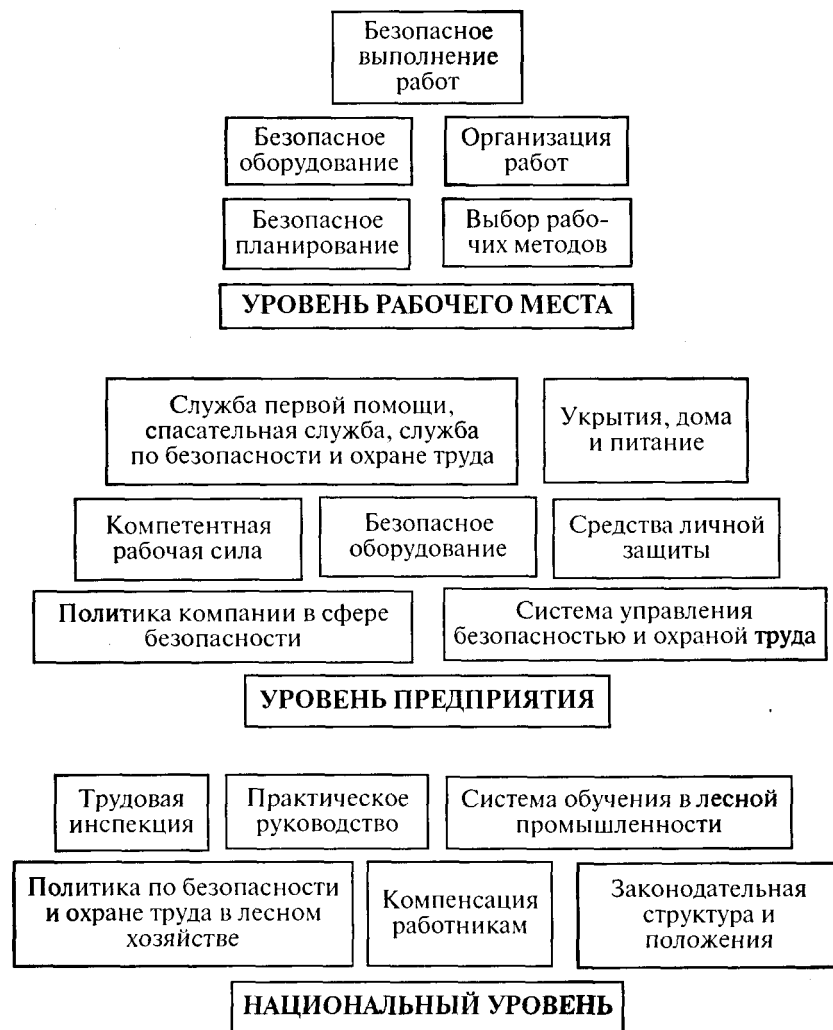 Безопасное
выполнение
работ
Безопасное
оборудование
Организация
работ
Безопасное
планирование
Выбор рабо-
чих методов
УРОВЕНЬ РАБОЧЕГО МЕСТА
Служба первой помощи,
спасательная служба, служба
по безопасности и охране труда
Укрытия, дома
и питание
Компетентная
рабочая сила
Безопасное
оборудование
Средства личной
защиты
Политика компании в сфере
безопасности
Система управления
безопасностью и охраной труда
УРОВЕНЬ ПРЕДПРИЯТИЯ
Трудовая
инспекция
Практическое
руководство
Система обучения в лесной
промышленности
Политика по безопасности
и охране труда в лесном
хозяйстве
Компенсация
работникам
Законодательная
структура и
положения
НАЦИОНАЛЬНЫЙ УРОВЕНЬ